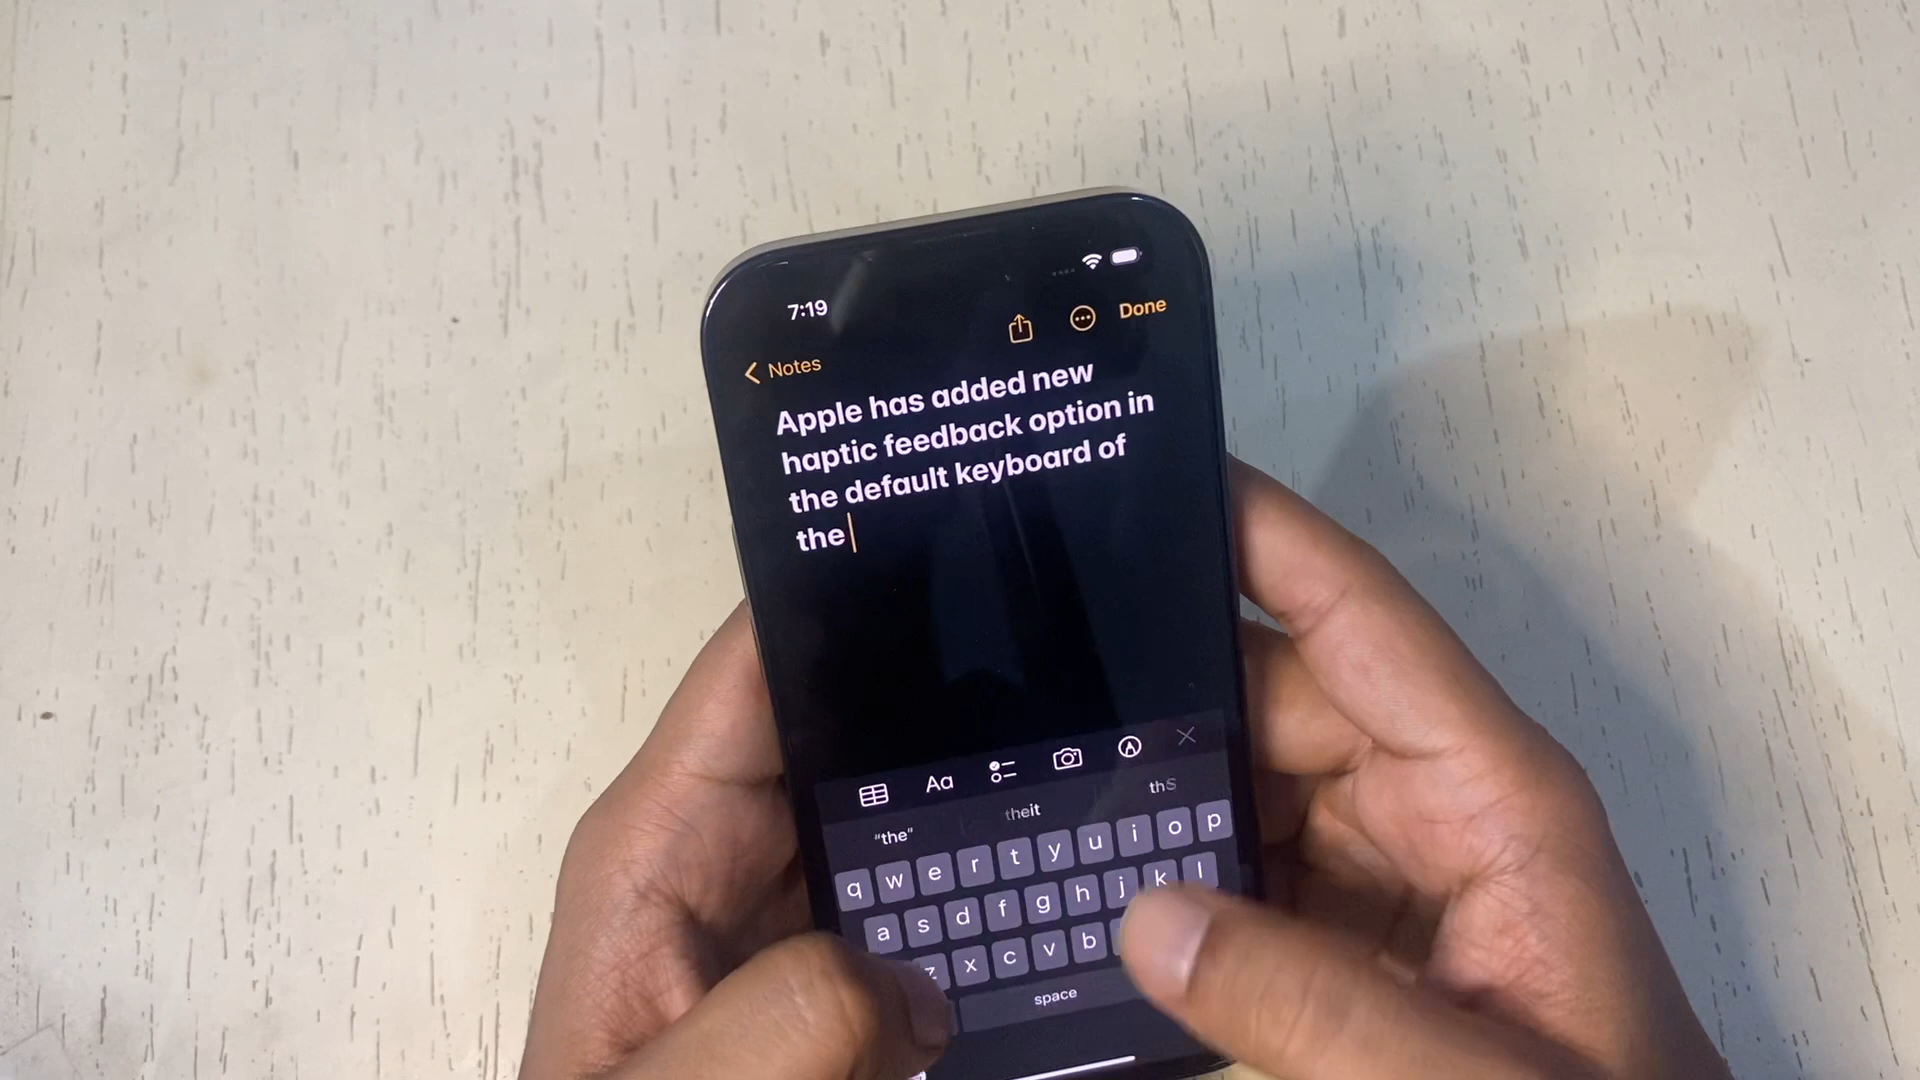 7:19
Notes
Done
Apple has added new
haptic feedback option in
the default keyboard of
the
Aa
"the"
thS
q w e r t y u i o p
a s d f g h j k l
z x c v b
space